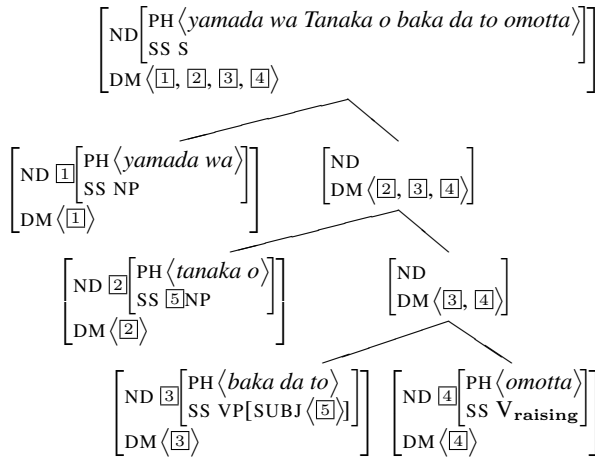 ND [PH ⟨yamada wa Tanaka o baka da to omotta⟩
SS S]
DM ⟨[1], [2], [3], [4]⟩
ND [1] [PH ⟨yamada wa⟩
SS NP]
DM ⟨[1]⟩
ND
DM ⟨[2], [3], [4]⟩
ND [2] [PH ⟨tanaka o⟩
SS [5]NP]
DM ⟨[2]⟩
ND
DM ⟨[3], [4]⟩
ND [3] [PH ⟨baka da to⟩
SS VP[SUBJ ⟨[5]⟩]]
DM ⟨[3]⟩
ND [4] [PH ⟨omotta⟩
SS V_raising]
DM ⟨[4]⟩